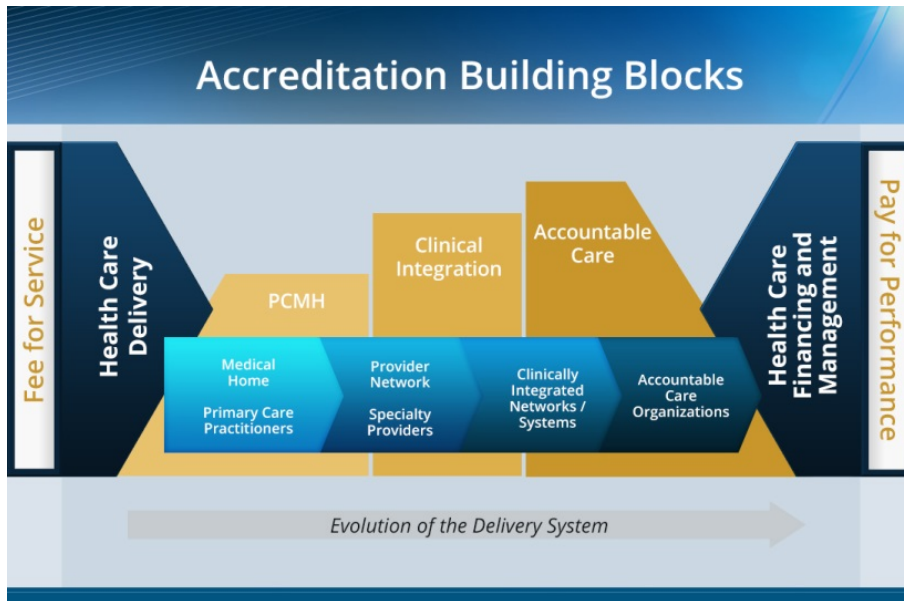 Accreditation Building Blocks
Fee for Service
Health Care
Delivery
PCMH
Clinical
Integration
Accountable
Care
Medical
Home
Primary Care
Practitioners
Provider
Network
Specialty
Providers
Clinically
Integrated
Networks /
Systems
Accountable
Care
Organizations
Health Care
Financing and
Management
Pay for Performance
Evolution of the Delivery System